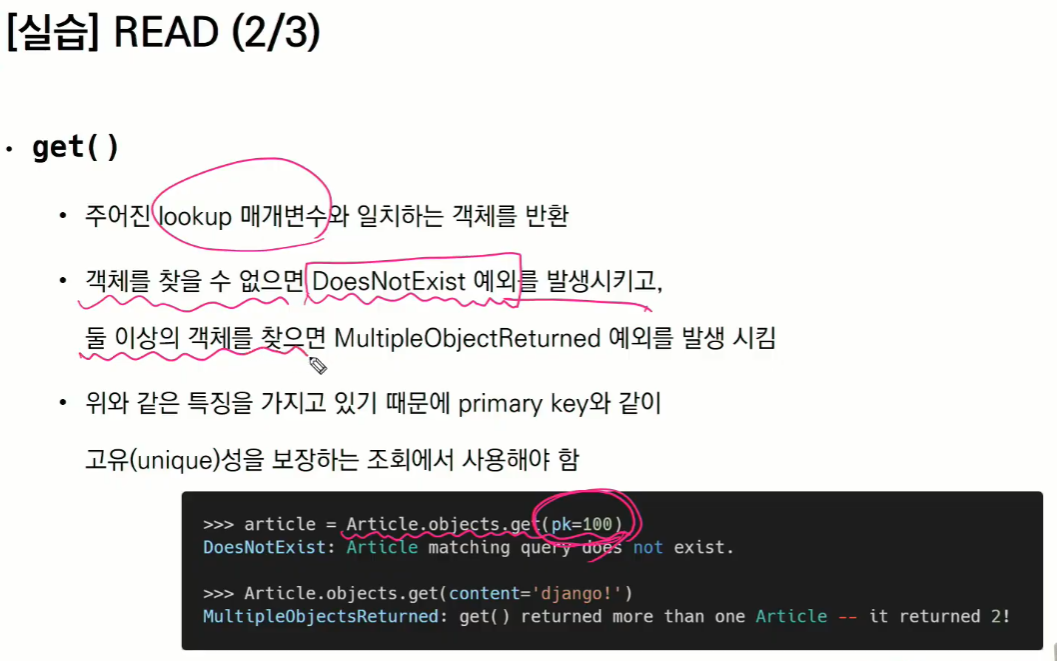 [실습] READ (2/3)
• get()
• 주어진 lookup 매개변수와 일치하는 객체를 반환
• 객체를 찾을 수 없으면 DoesNotExist 예외를 발생시키고,
둘 이상의 객체를 찾으면 MultipleObjectReturned 예외를 발생 시킴
• 위와 같은 특징을 가지고 있기 때문에 primary key와 같이
고유(unique)성을 보장하는 조회에서 사용해야 함
>>> article = Article.objects.get(pk=100)
DoesNotExist: Article matching query does not exist.
>>> Article.objects.get(content='django!')
MultipleObjectsReturned: get() returned more than one Article -- it returned 2!